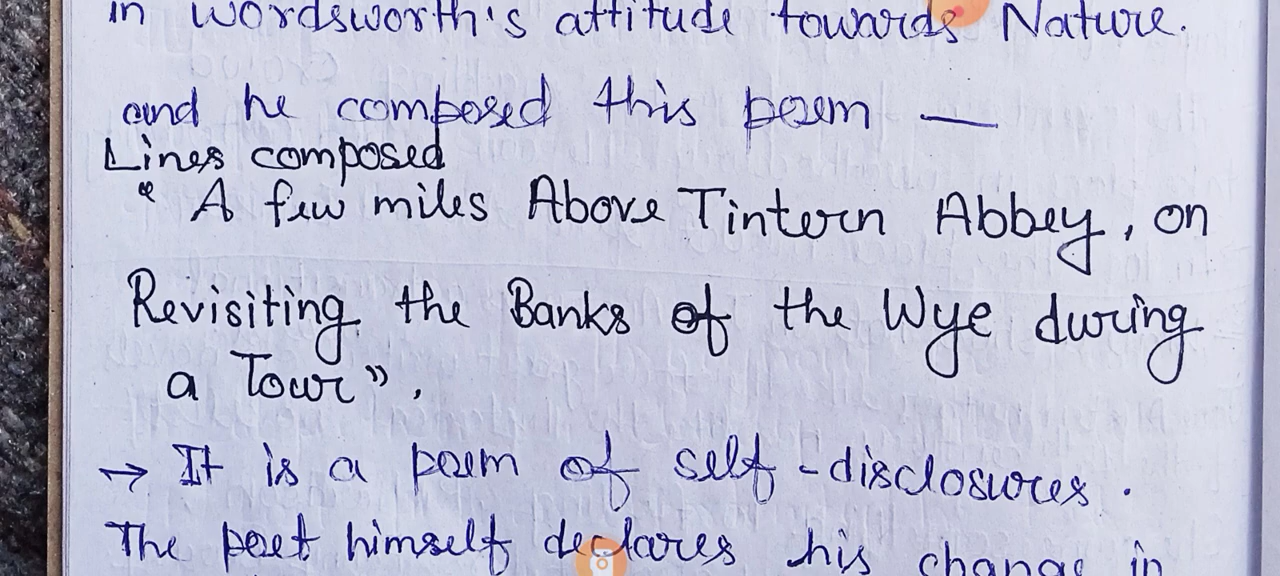 in Wordsworth's attitude towards Nature.
and he composed this poem —
Lines composed
" A few miles Above Tintern Abbey, on
Revisiting the Banks of the Wye during
a Tour".
→ It is a poem of self-disclosures.
The poet himself declares his change in